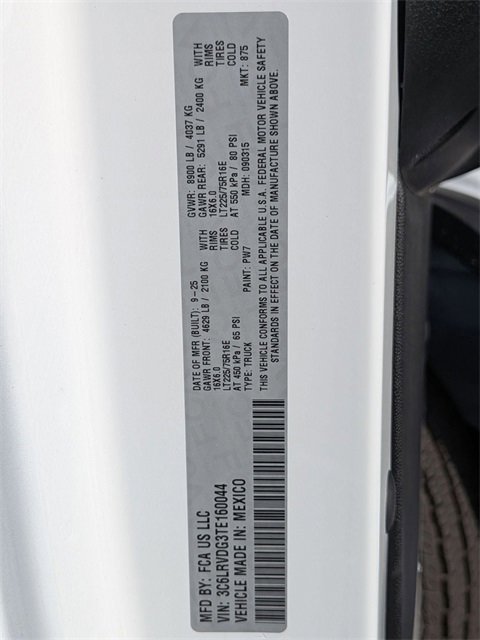 MFD BY: FCA US LLC
VIN: 3C6LRVDG3TE160044
VEHICLE MADE IN: MEXICO
DATE OF MFR (BUILT): 9-25 GVWR: 8900 LB / 4037 KG
GAWR FRONT: 4629 LB / 2100 KG WITH GAWR REAR: 5291 LB / 2400 KG WITH
16X6.0 RIMS 16X6.0 RIMS
LT225/75R16E TIRES LT225/75R16E TIRES
AT 450 kPa / 65 PSI COLD AT 550 kPa / 80 PSI COLD
TYPE: TRUCK PAINT: PW7 MDH: 090315 MKT: 875
THIS VEHICLE CONFORMS TO ALL APPLICABLE U.S.A. FEDERAL MOTOR VEHICLE SAFETY
STANDARDS IN EFFECT ON THE DATE OF MANUFACTURE SHOWN ABOVE.